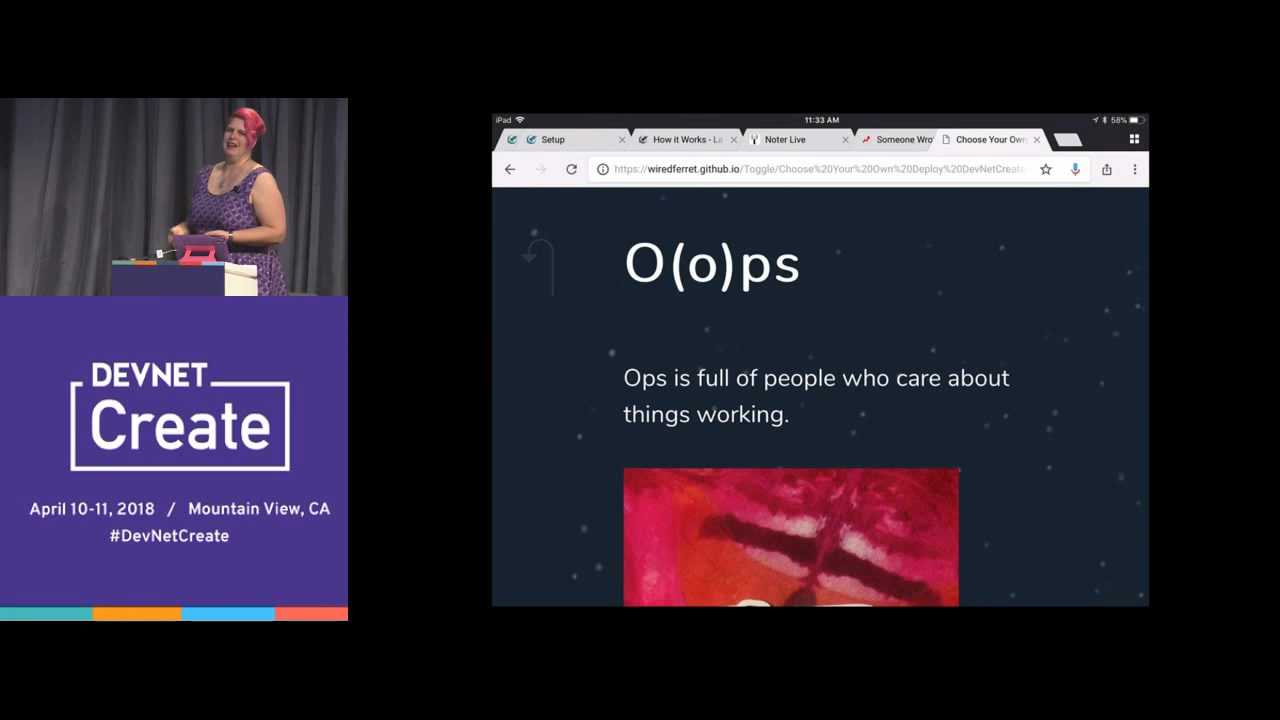 DEVNET
Create
April 10-11, 2018 / Mountain View, CA
#DevNetCreate
iPad
11:33 AM
58%
Setup
How it Works - La
Noter Live
Someone Wro
Choose Your Own
https://wiredferret.github.io/Toggle/Choose%20Your%20Own%20Deploy%20DevNetCreate
O(o)ps
Ops is full of people who care about
things working.